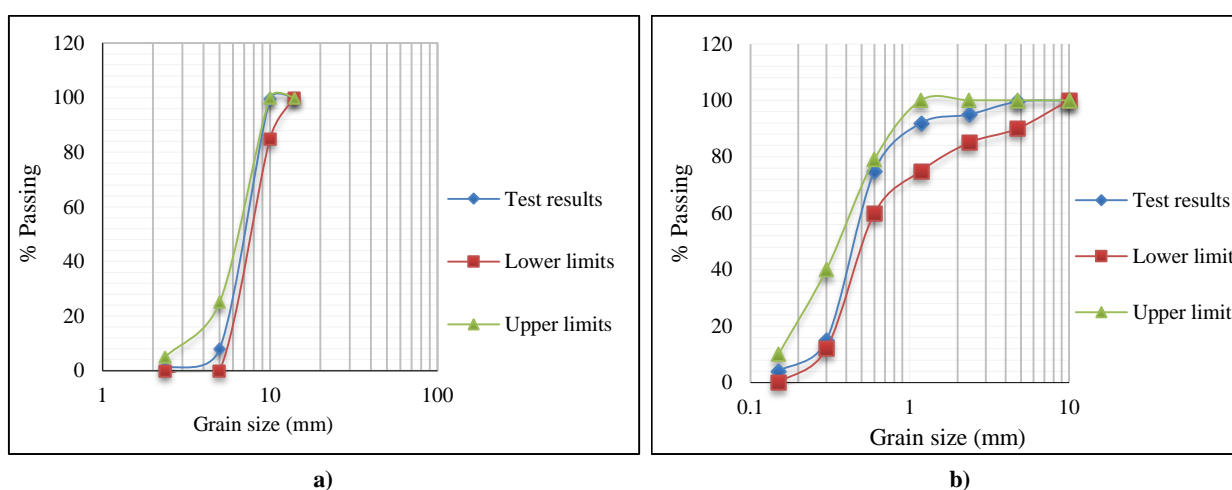 120
100
80
60
40
20
0
% Passing
1
10
100
Grain size (mm)
Test results
Lower limits
Upper limits
a)
120
100
80
60
40
20
0
% Passing
0.1
1
10
Grain size (mm)
Test results
Lower limit
Upper limit
b)